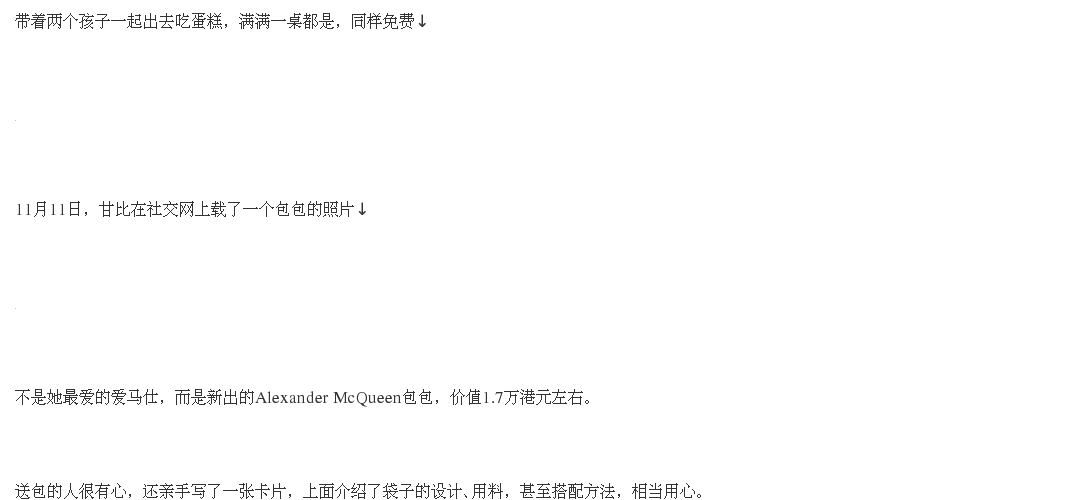 带着两个孩子一起出去吃蛋糕，满满一桌都是，同样免费↓
11月11日，甘比在社交网上载了一个包包的照片↓
不是她最爱的爱马仕，而是新出的Alexander McQueen包包，价值1.7万港元左右。
送包的人很有心，还亲手写了一张卡片，上面介绍了袋子的设计、用料，甚至搭配方法，相当用心。